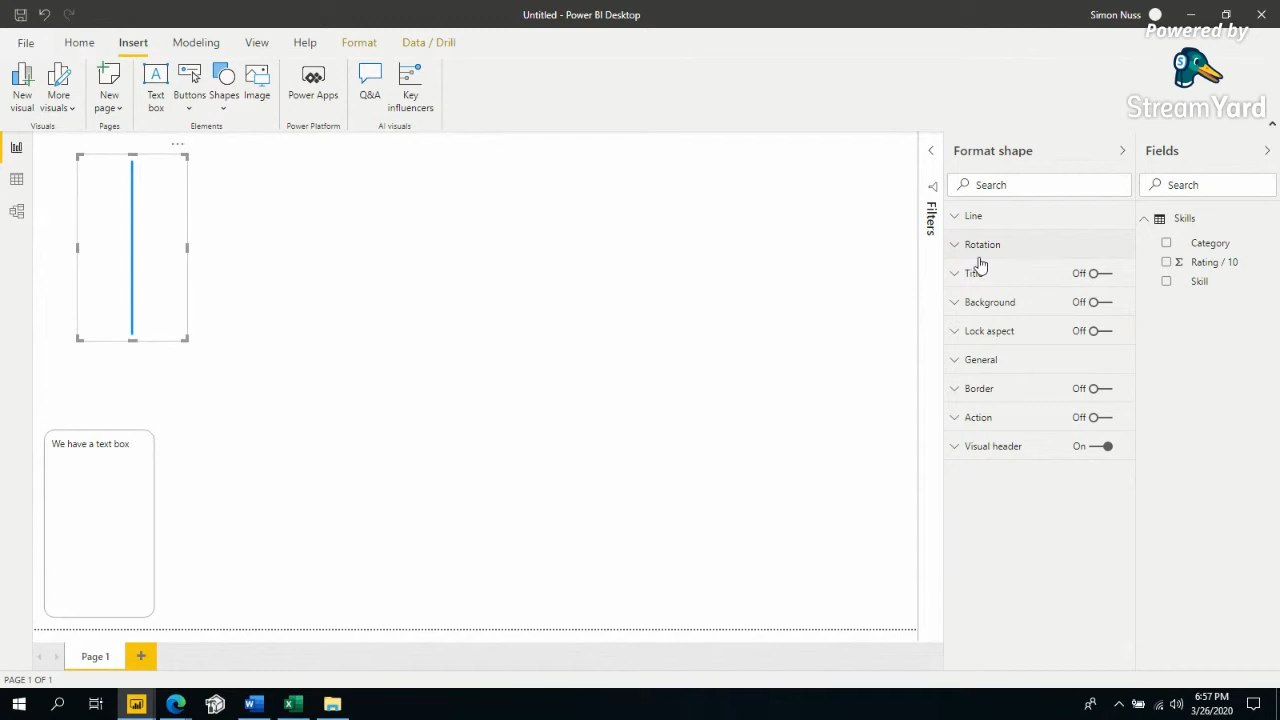 Untitled - Power BI Desktop
Simon Nuss
Powered by
StreamYard
File
Home
Insert
Modeling
View
Help
Format
Data / Drill
New visual
More visuals
New page
Text box
Buttons
Shapes
Image
Power Apps
Q&A
Key influencers
Visuals
Pages
Elements
Power Platform
AI visuals
Filters
Format shape
Search
Line
Rotation
Background Off
Lock aspect Off
General
Border Off
Action Off
Visual header On
Fields
Search
Skills
Category
Rating / 10
Skill
We have a text box
Page 1
PAGE 1 OF 1
6:57 PM
3/26/2020